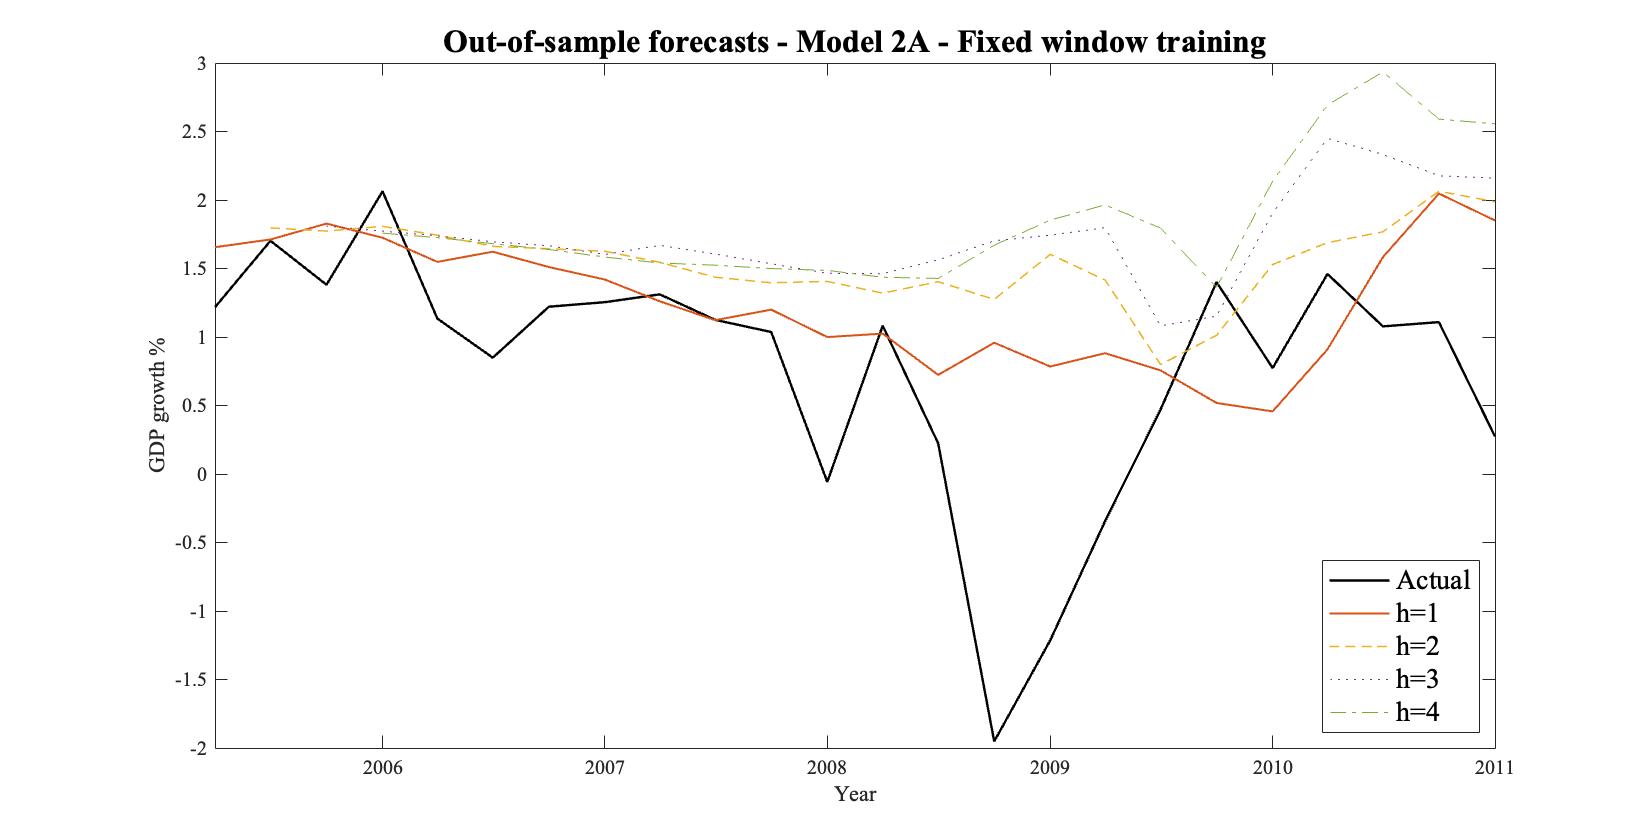 Out-of-sample forecasts - Model 2A - Fixed window training
3
2.5
2
1.5
1
0.5
0
-0.5
-1
-1.5
-2
GDP growth %
2006 2007 2008 2009 2010 2011
Year
Actual
h=1
h=2
h=3
h=4